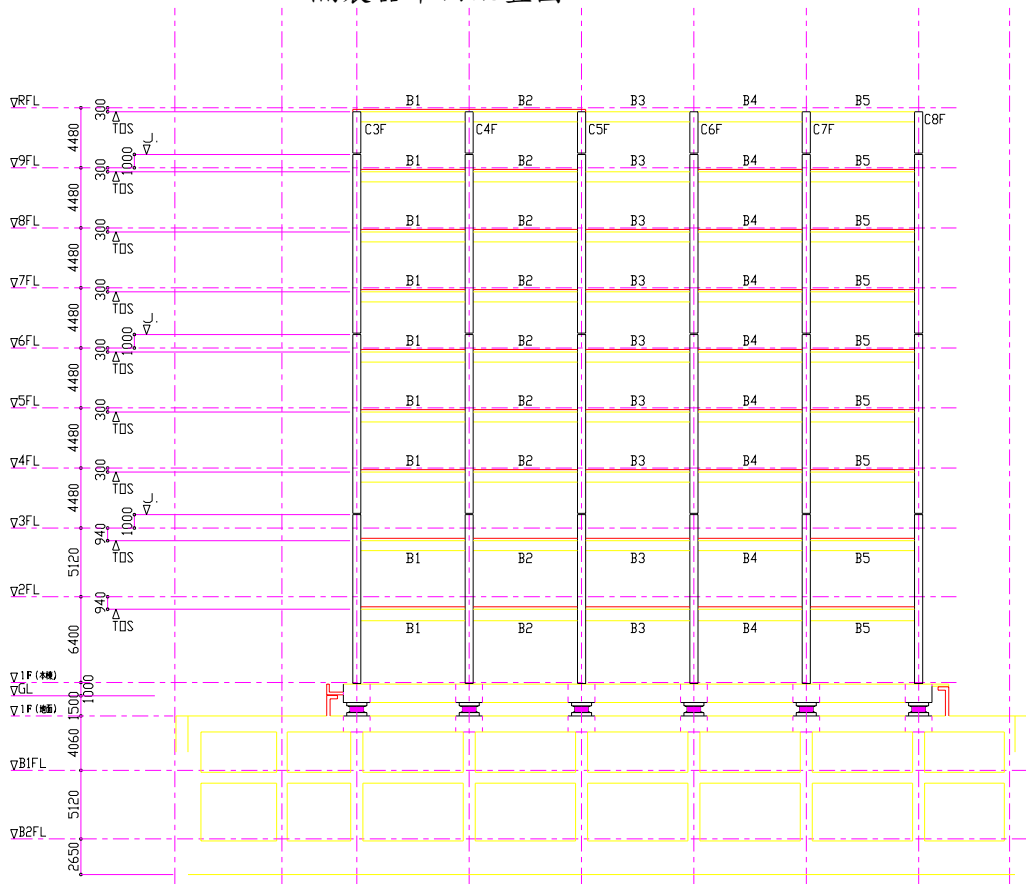 ▽RFL
300
TOS
4480
B1 B2 B3 B4 B5
C3F C4F C5F C6F C7F C8F
J.
1000
▽9FL
300
TOS
4480
B1 B2 B3 B4 B5
▽8FL
300
TOS
4480
B1 B2 B3 B4 B5
▽7FL
300
TOS
4480
B1 B2 B3 B4 B5
J.
1000
▽6FL
300
TOS
4480
B1 B2 B3 B4 B5
▽5FL
300
TOS
4480
B1 B2 B3 B4 B5
▽4FL
300
TOS
4480
B1 B2 B3 B4 B5
J.
1000
▽3FL
940
TOS
5120
B1 B2 B3 B4 B5
▽2FL
940
TOS
6400
B1 B2 B3 B4 B5
▽1F(本棟)
1000
▽GL
1500
▽1F(地面)
4060
▽B1FL
5120
▽B2FL
2650